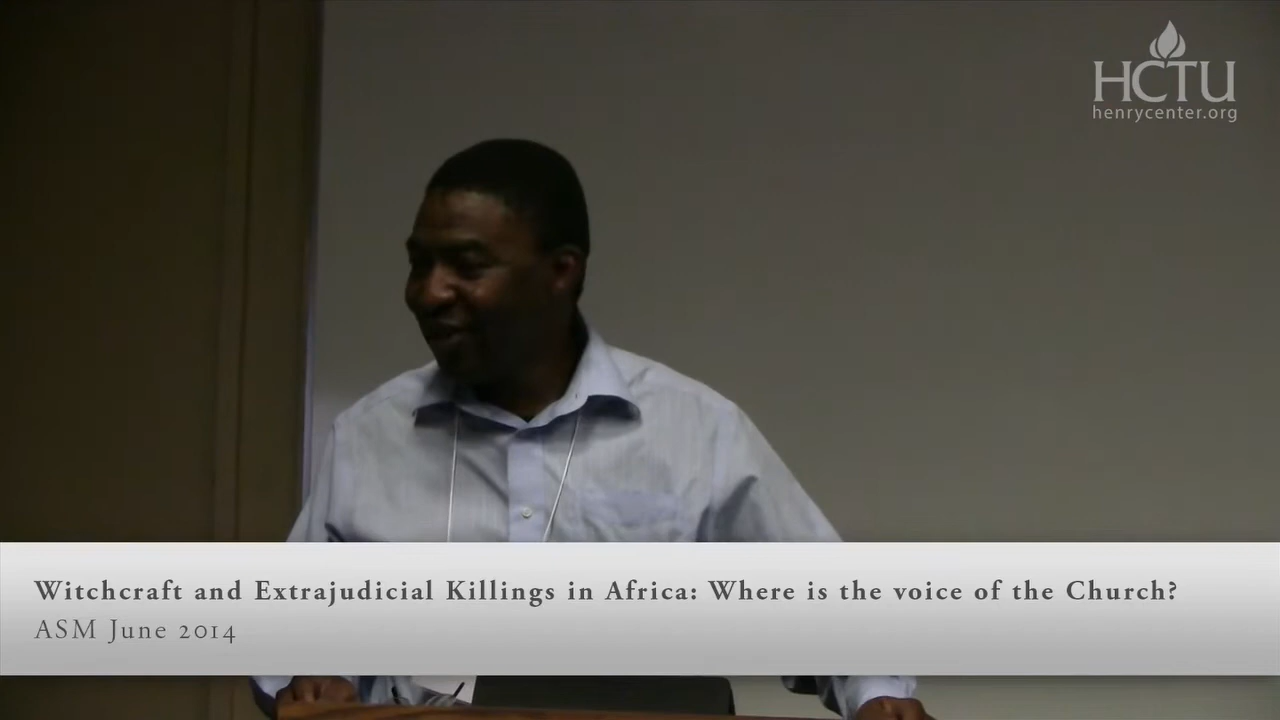 HCTU
henrycenter.org
Witchcraft and Extrajudicial Killings in Africa: Where is the voice of the Church?
ASM June 2014